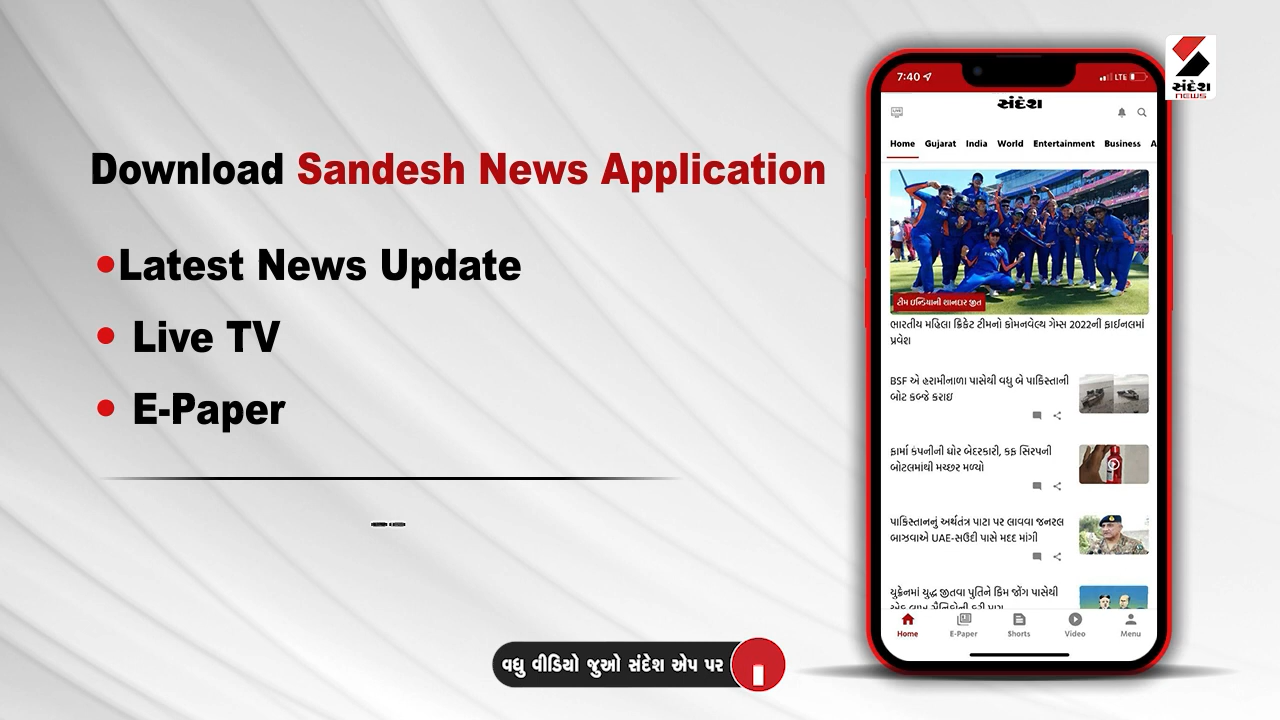 Download Sandesh News Application
•Latest News Update
• Live TV
• E-Paper
વધુ વીડિયો જુઓ સંદેશ એપ પર
સંદેશ
NEWS
7:40
LTE
LIVE
સંદેશ
Home Gujarat India World Entertainment Business A
ટીમ ઇન્ડિયાની શાનદાર જીત
ભારતીય મહિલા ક્રિકેટ ટીમનો કોમનવેલ્થ ગેમ્સ 2022ની ફાઈનલમાં
પ્રવેશ
BSF એ હરામીનાળા પાસેથી વધુ બે પાકિસ્તાની
બોટ કબ્જે કરાઇ
ફાર્મા કંપનીની ઘોર બેદરકારી, કફ સિરપની
બોટલમાંથી મચ્છર મળ્યો
પાકિસ્તાનનું અર્થતંત્ર પાટા પર લાવવા જનરલ
બાઝવાએ UAE-સઉદી પાસે મદદ માંગી
યુક્રેનમાં યુદ્ધ જીતવા પુતિને કિમ જોંગ પાસેથી
Home E-Paper Shorts Video Menu